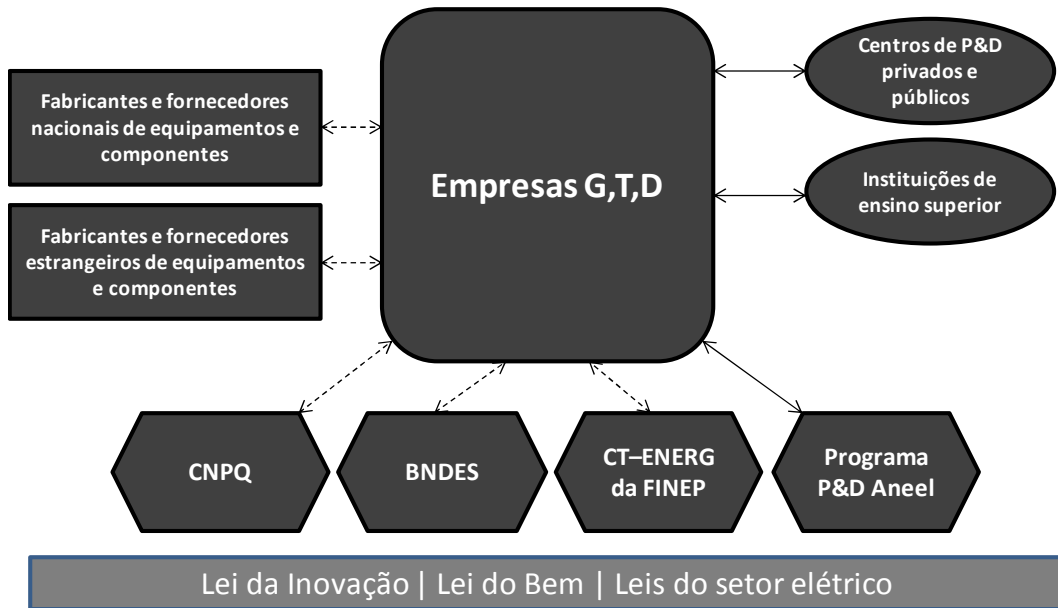 Fabricantes e fornecedores
nacionais de equipamentos e
componentes
Fabricantes e fornecedores
estrangeiros de equipamentos
e componentes
Empresas G,T,D
Centros de P&D
privados e
públicos
Instituições de
ensino superior
CNPQ
BNDES
CT–ENERG
da FINEP
Programa
P&D Aneel
Lei da Inovação | Lei do Bem | Leis do setor elétrico